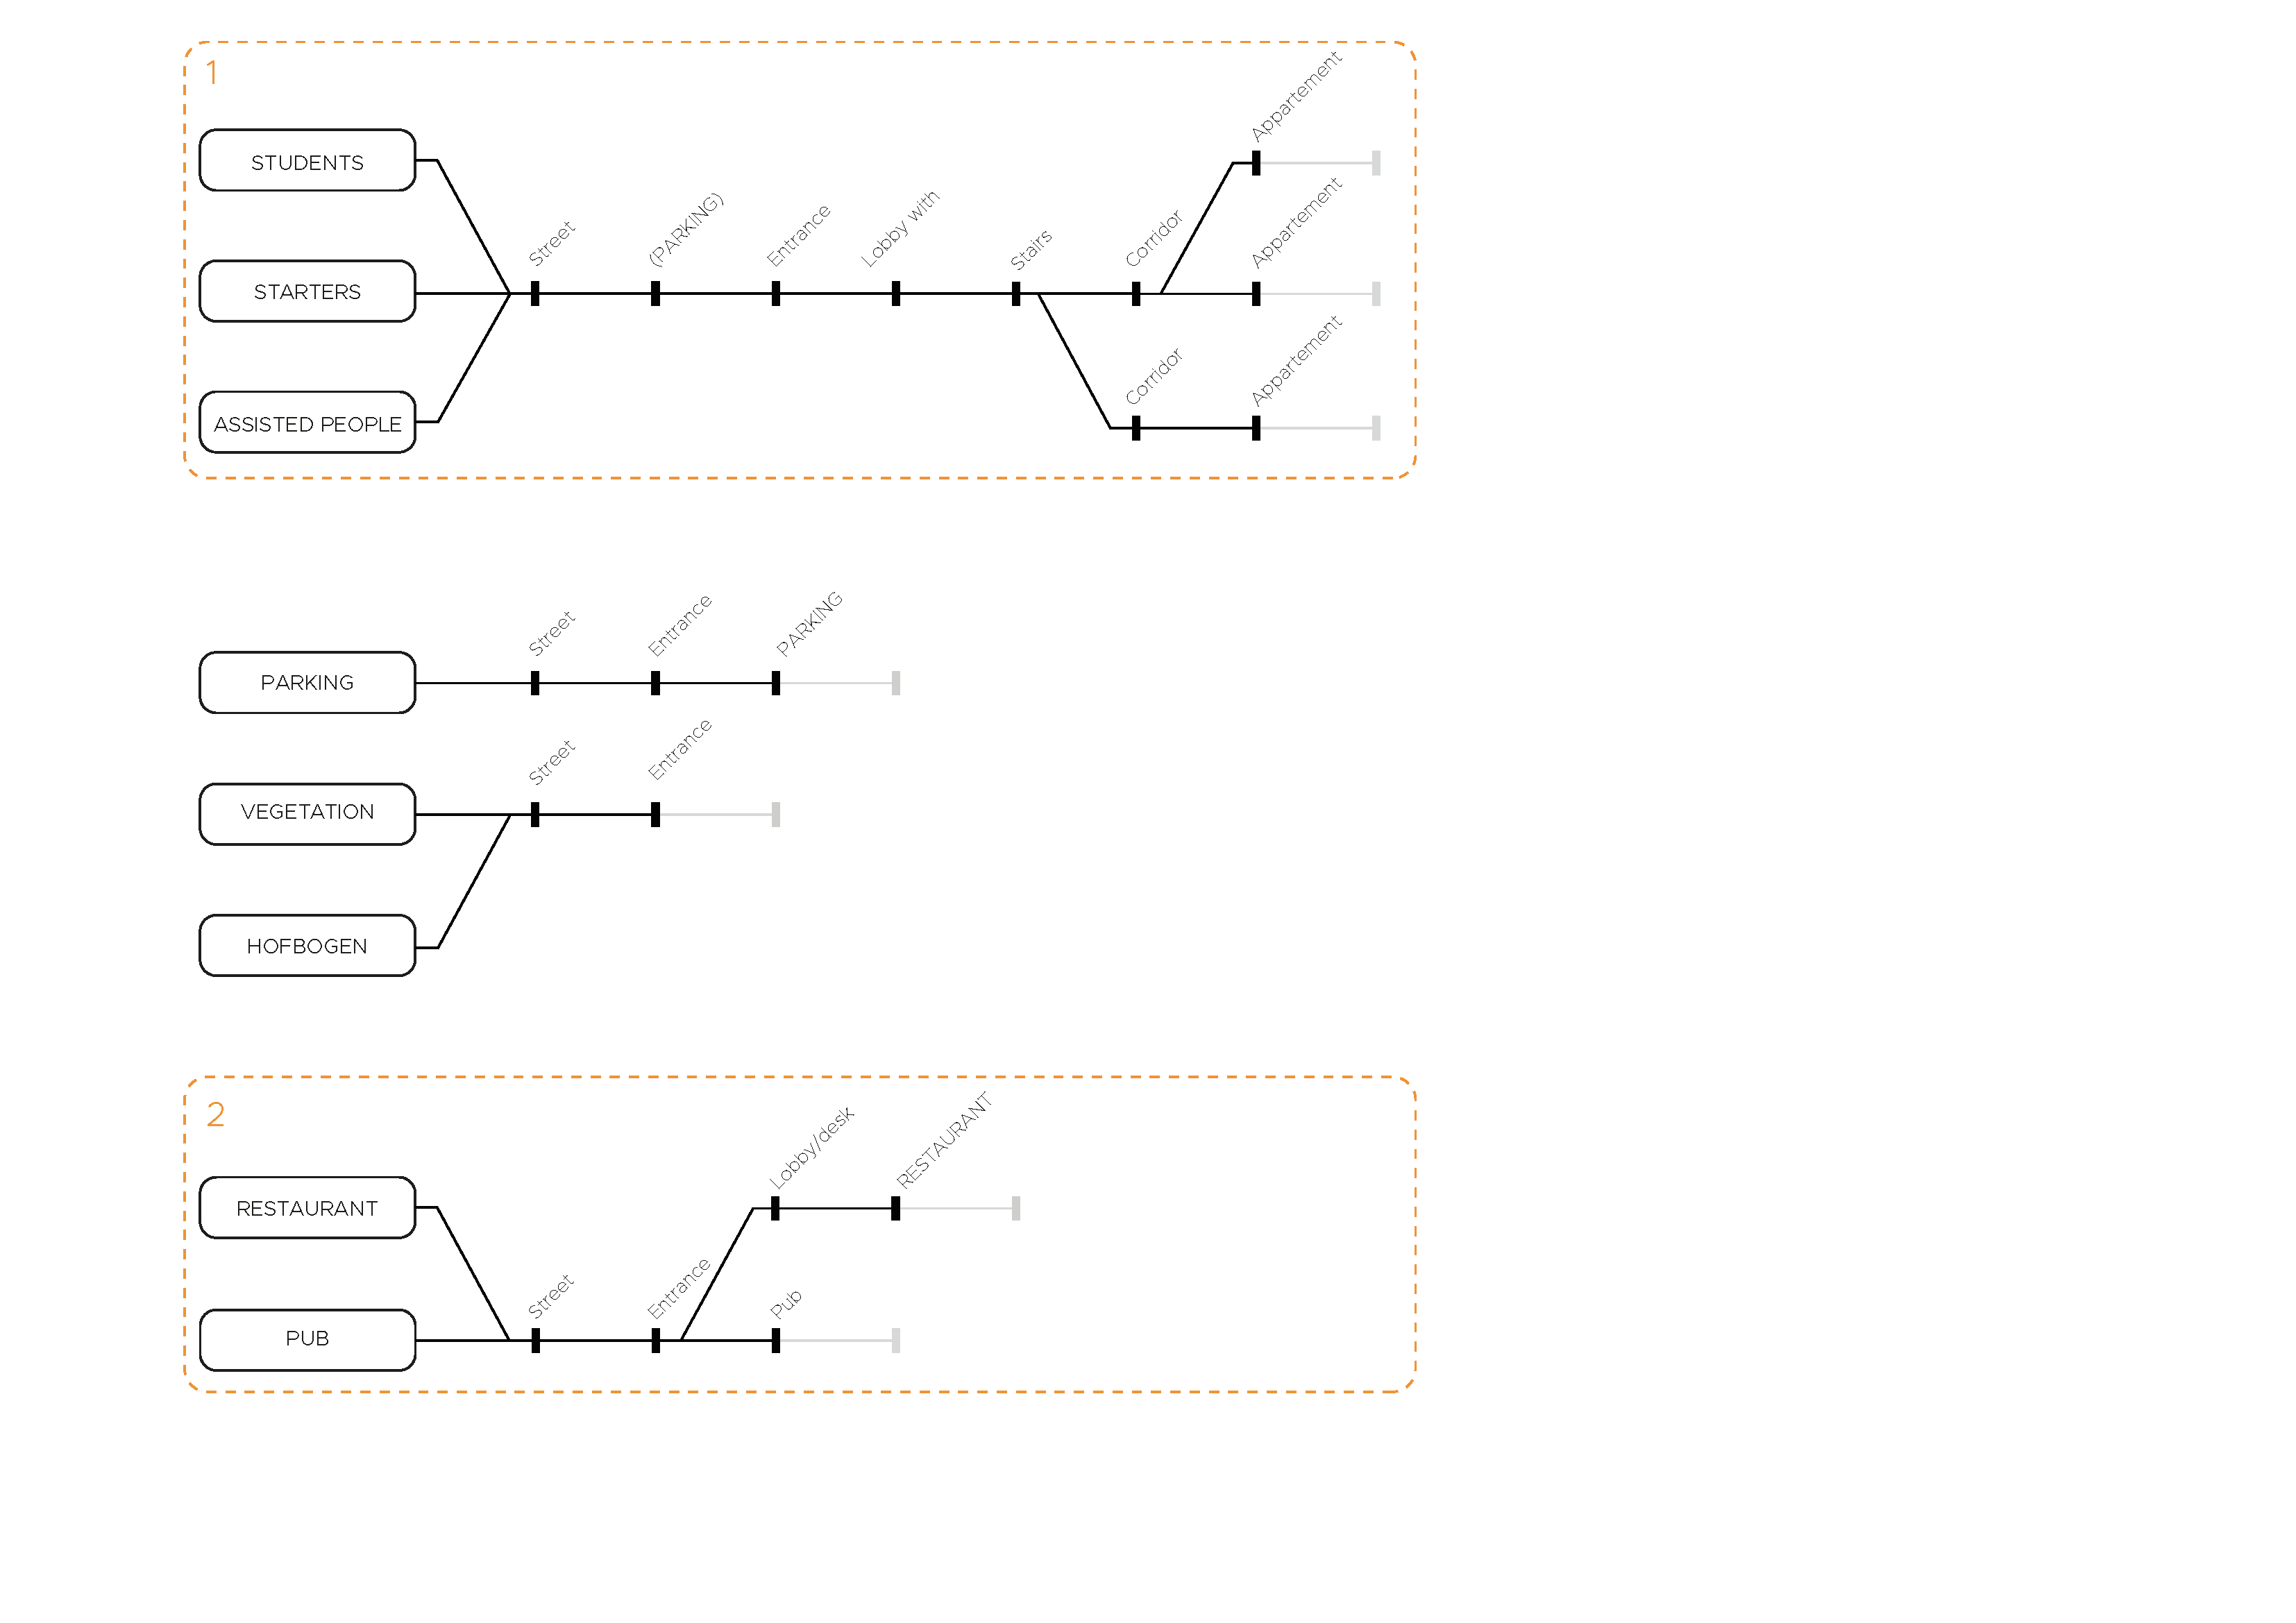 1
STUDENTS
STARTERS
ASSISTED PEOPLE
Street
(PARKING)
Entrance
Lobby with
Stairs
Corridor
Appartement
Appartement
Corridor
Appartement
PARKING
Street
Entrance
PARKING
VEGETATION
Street
Entrance
HOFBOGEN
2
RESTAURANT
Lobby/desk
RESTAURANT
PUB
Street
Entrance
Pub